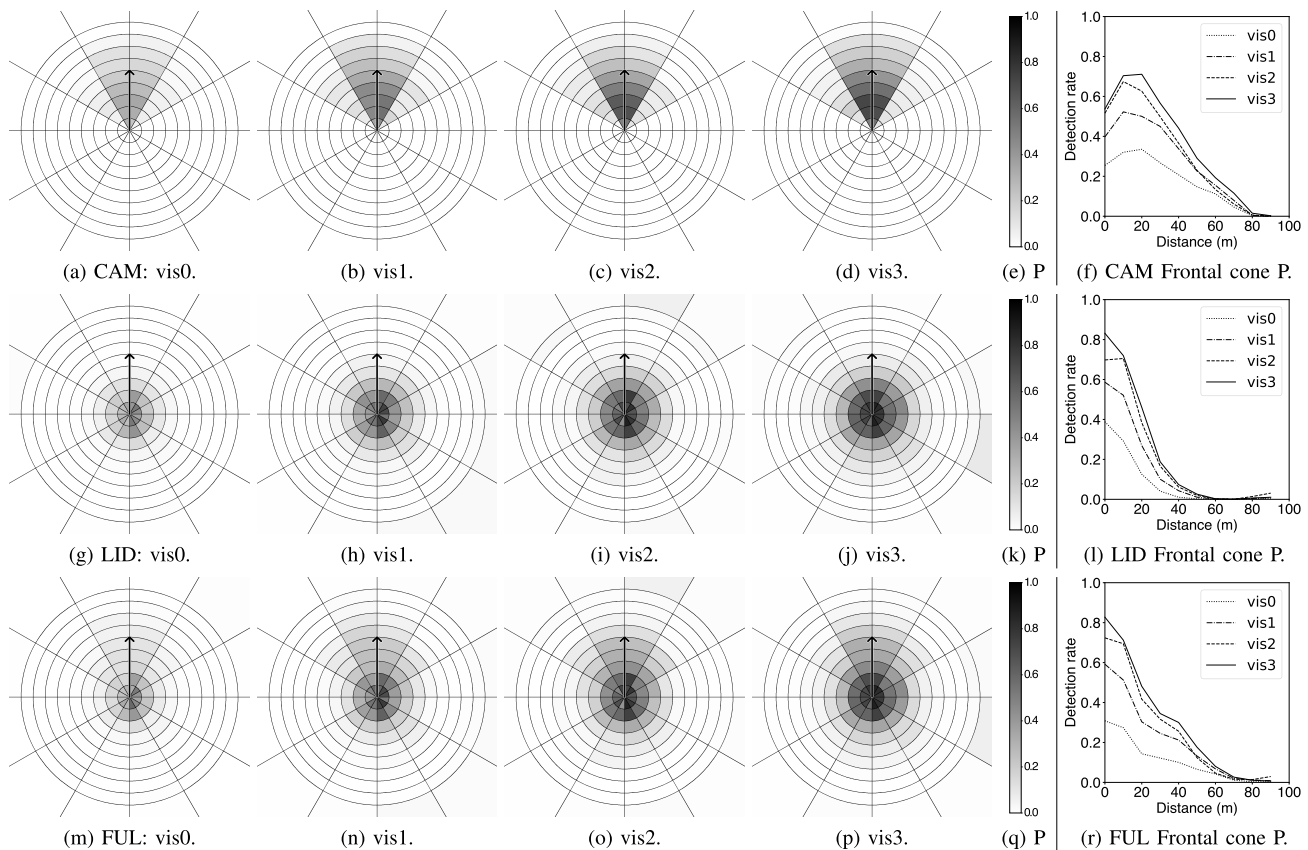 1.0
0.8
0.6
0.4
0.2
0.0
1.0
0.8
0.6
0.4
0.2
0.0
Detection rate
vis0
vis1
vis2
vis3
0 20 40 60 80 100
Distance (m)
(a) CAM: vis0. (b) vis1. (c) vis2. (d) vis3. (e) P (f) CAM Frontal cone P.
1.0
0.8
0.6
0.4
0.2
0.0
1.0
0.8
0.6
0.4
0.2
0.0
Detection rate
vis0
vis1
vis2
vis3
0 20 40 60 80 100
Distance (m)
(g) LID: vis0. (h) vis1. (i) vis2. (j) vis3. (k) P (l) LID Frontal cone P.
1.0
0.8
0.6
0.4
0.2
0.0
1.0
0.8
0.6
0.4
0.2
0.0
Detection rate
vis0
vis1
vis2
vis3
0 20 40 60 80 100
Distance (m)
(m) FUL: vis0. (n) vis1. (o) vis2. (p) vis3. (q) P (r) FUL Frontal cone P.